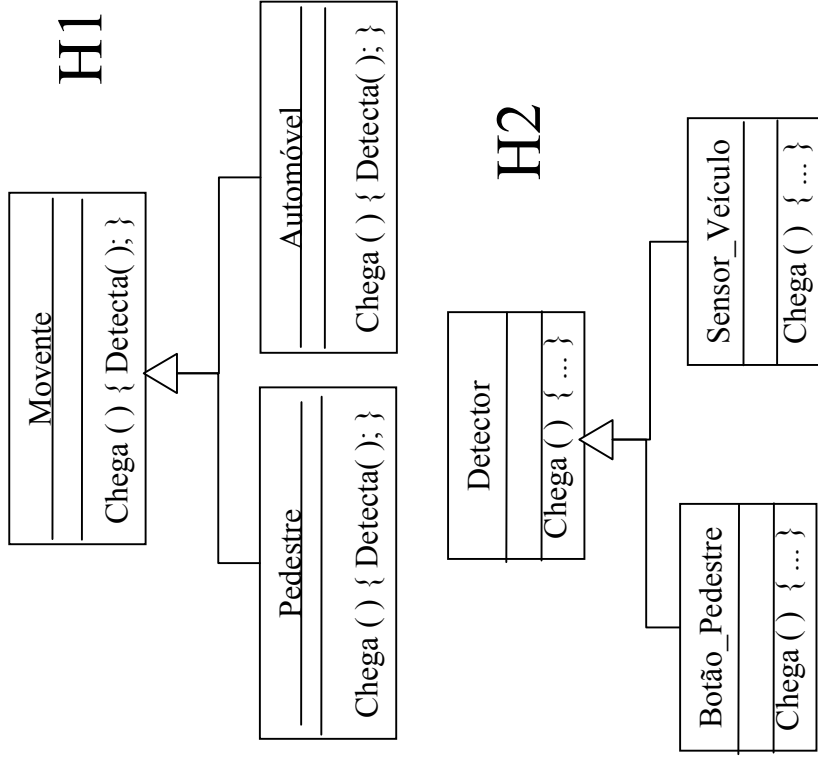 H1
Movente
Chega ( ) { Detecta( ); }
Pedestre
Chega ( ) { Detecta( ); }
Automóvel
Chega ( ) { Detecta( ); }
H2
Detector
Chega ( ) { ... }
Botão_Pedestre
Chega ( ) { ... }
Sensor_Veículo
Chega ( ) { ... }